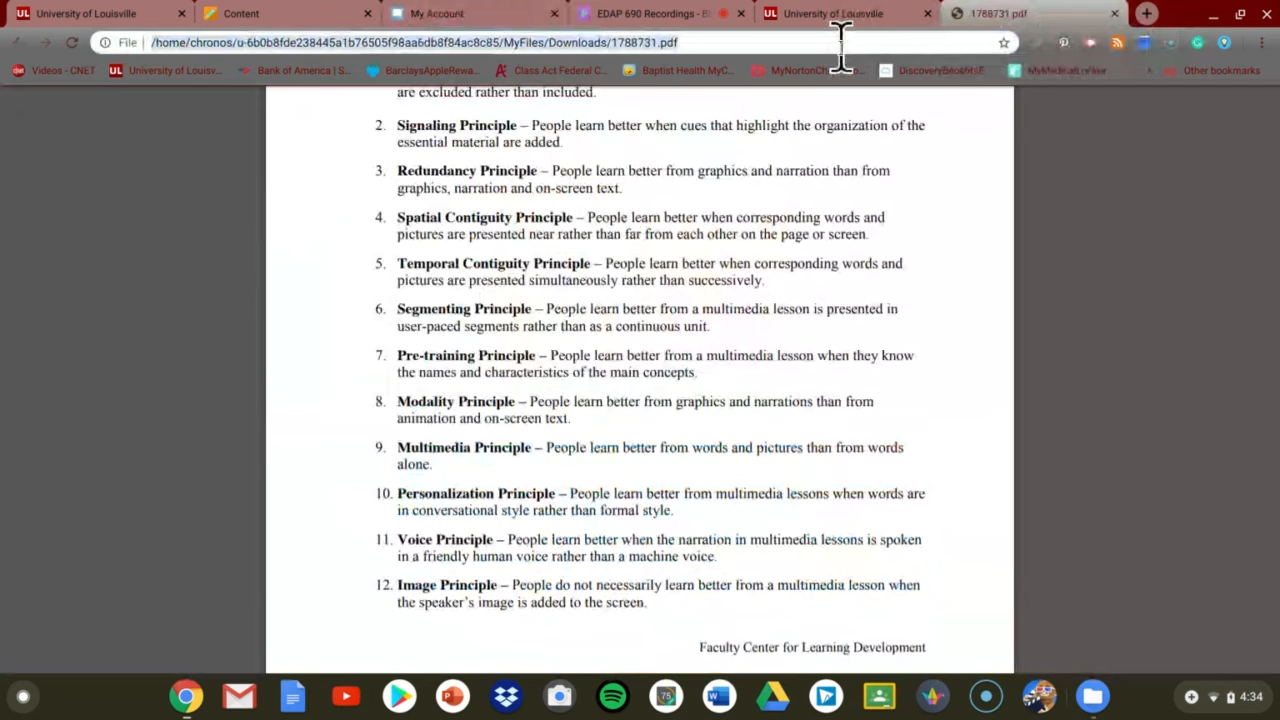 University of Louisville
Content
My Account
EDAP 690 Recordings - B
University of Louisville
1788731.pdf
File
/home/chronos/u-6b0b8fde238445a1b76505f98aa6db8f84ac8c85/MyFiles/Downloads/1788731.pdf
Videos - CNET
University of Louisv...
Bank of America | S...
BarclaysAppleRewa...
Class Act Federal C...
Baptist Health MyC...
Other bookmarks
are excluded rather than included.
2. Signaling Principle – People learn better when cues that highlight the organization of the
essential material are added.
3. Redundancy Principle – People learn better from graphics and narration than from
graphics, narration and on-screen text.
4. Spatial Contiguity Principle – People learn better when corresponding words and
pictures are presented near rather than far from each other on the page or screen.
5. Temporal Contiguity Principle – People learn better when corresponding words and
pictures are presented simultaneously rather than successively.
6. Segmenting Principle – People learn better from a multimedia lesson is presented in
user-paced segments rather than as a continuous unit.
7. Pre-training Principle – People learn better from a multimedia lesson when they know
the names and characteristics of the main concepts.
8. Modality Principle – People learn better from graphics and narrations than from
animation and on-screen text.
9. Multimedia Principle – People learn better from words and pictures than from words
alone.
10. Personalization Principle – People learn better from multimedia lessons when words are
in conversational style rather than formal style.
11. Voice Principle – People learn better when the narration in multimedia lessons is spoken
in a friendly human voice rather than a machine voice.
12. Image Principle – People do not necessarily learn better from a multimedia lesson when
the speaker's image is added to the screen.
Faculty Center for Learning Development
75
4:34